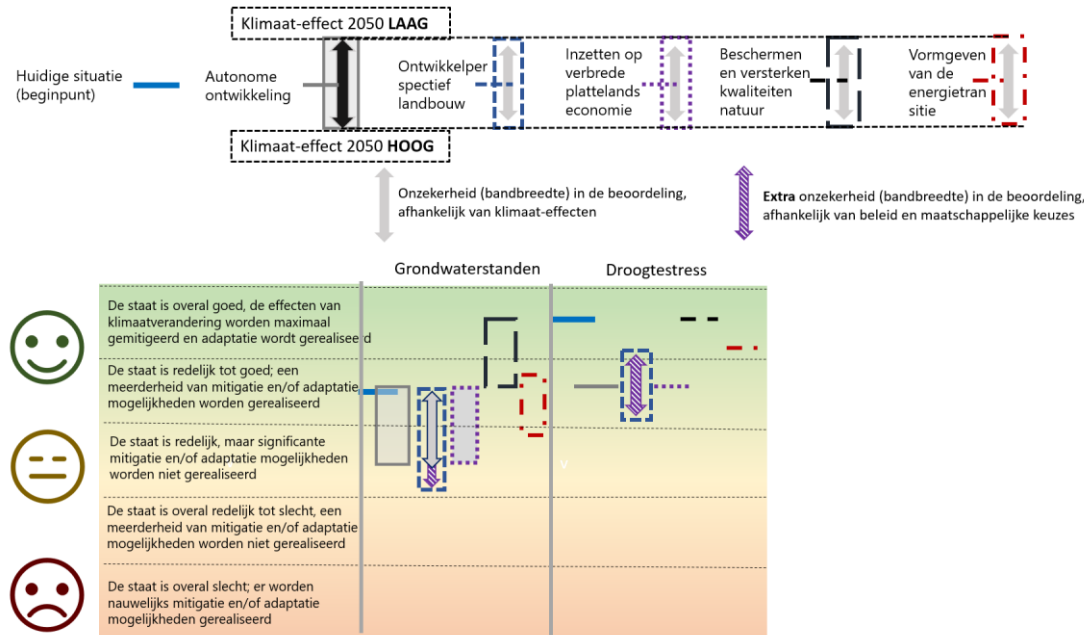 Klimaat-effect 2050 LAAG
Huidige situatie
(beginpunt)
Autonome
ontwikkeling
Ontwikkelper
spectief
landbouw
Inzetten op
verbrede
plattelands
economie
Beschermen
en versterken
kwaliteiten
natuur
Vormgeven
van de
energietran
sitie
Klimaat-effect 2050 HOOG
Onzekerheid (bandbreedte) in de beoordeling,
afhankelijk van klimaat-effecten
Extra onzekerheid (bandbreedte) in de beoordeling,
afhankelijk van beleid en maatschappelijke keuzes
Grondwaterstanden
Droogtestress
De staat is overal goed, de effecten van
klimaatverandering worden maximaal
gemitigeerd en adaptatie wordt gerealiseerd
De staat is redelijk tot goed; een
meerderheid van mitigatie en/of adaptatie
mogelijkheden worden gerealiseerd
De staat is redelijk, maar significante
mitigatie en/of adaptatie mogelijkheden
worden niet gerealiseerd
v
De staat is overal redelijk tot slecht, een
meerderheid van mitigatie en/of adaptatie
mogelijkheden worden niet gerealiseerd
De staat is overal slecht; er worden
nauwelijks mitigatie en/of adaptatie
mogelijkheden gerealiseerd